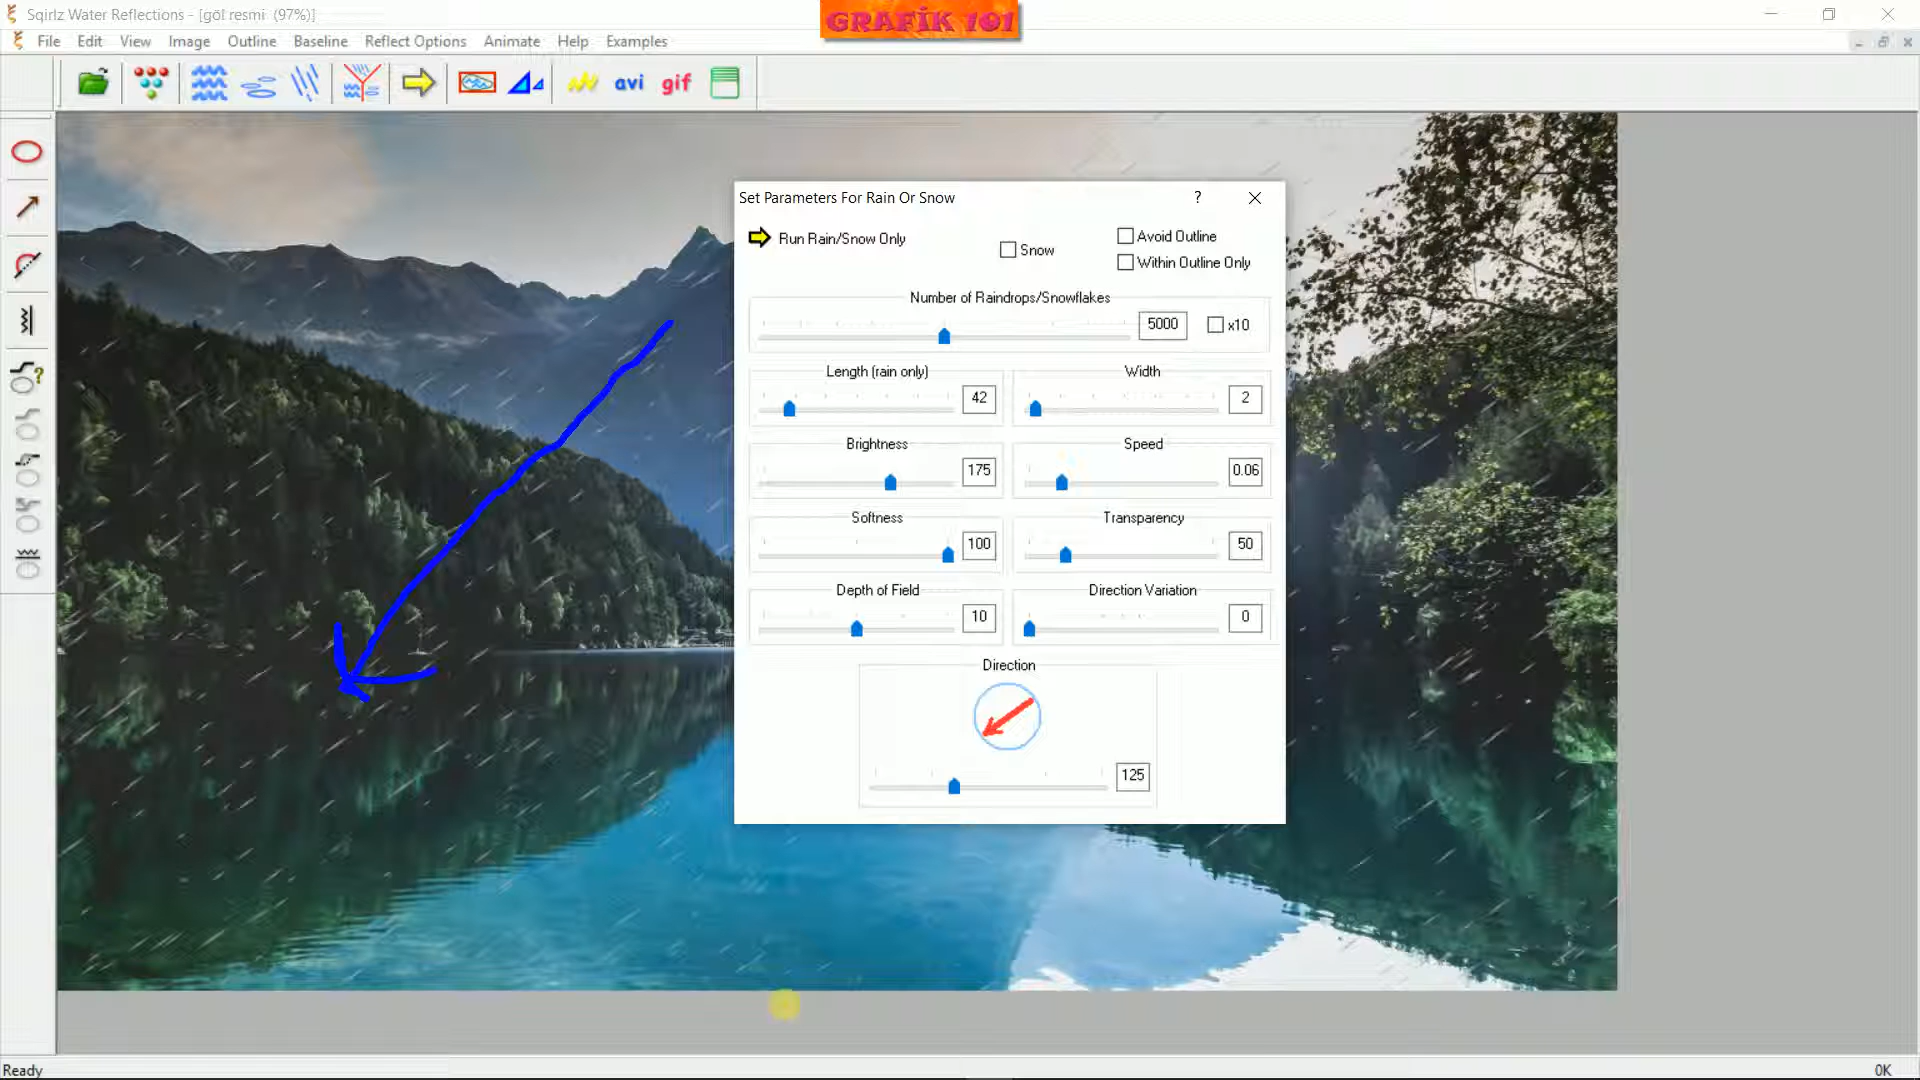 Sqirlz Water Reflections - [göl resmi (97%)]
GRAFİK 101
File Edit View Image Outline Baseline Reflect Options Animate Help Examples
avi gif
Set Parameters For Rain Or Snow ?
Run Rain/Snow Only
Snow
Avoid Outline
Within Outline Only
Number of Raindrops/Snowflakes
5000 x10
Length (rain only) Width
42 2
Brightness Speed
175 0.06
Softness Transparency
100 50
Depth of Field Direction Variation
10 0
Direction
125
?
Ready 0K